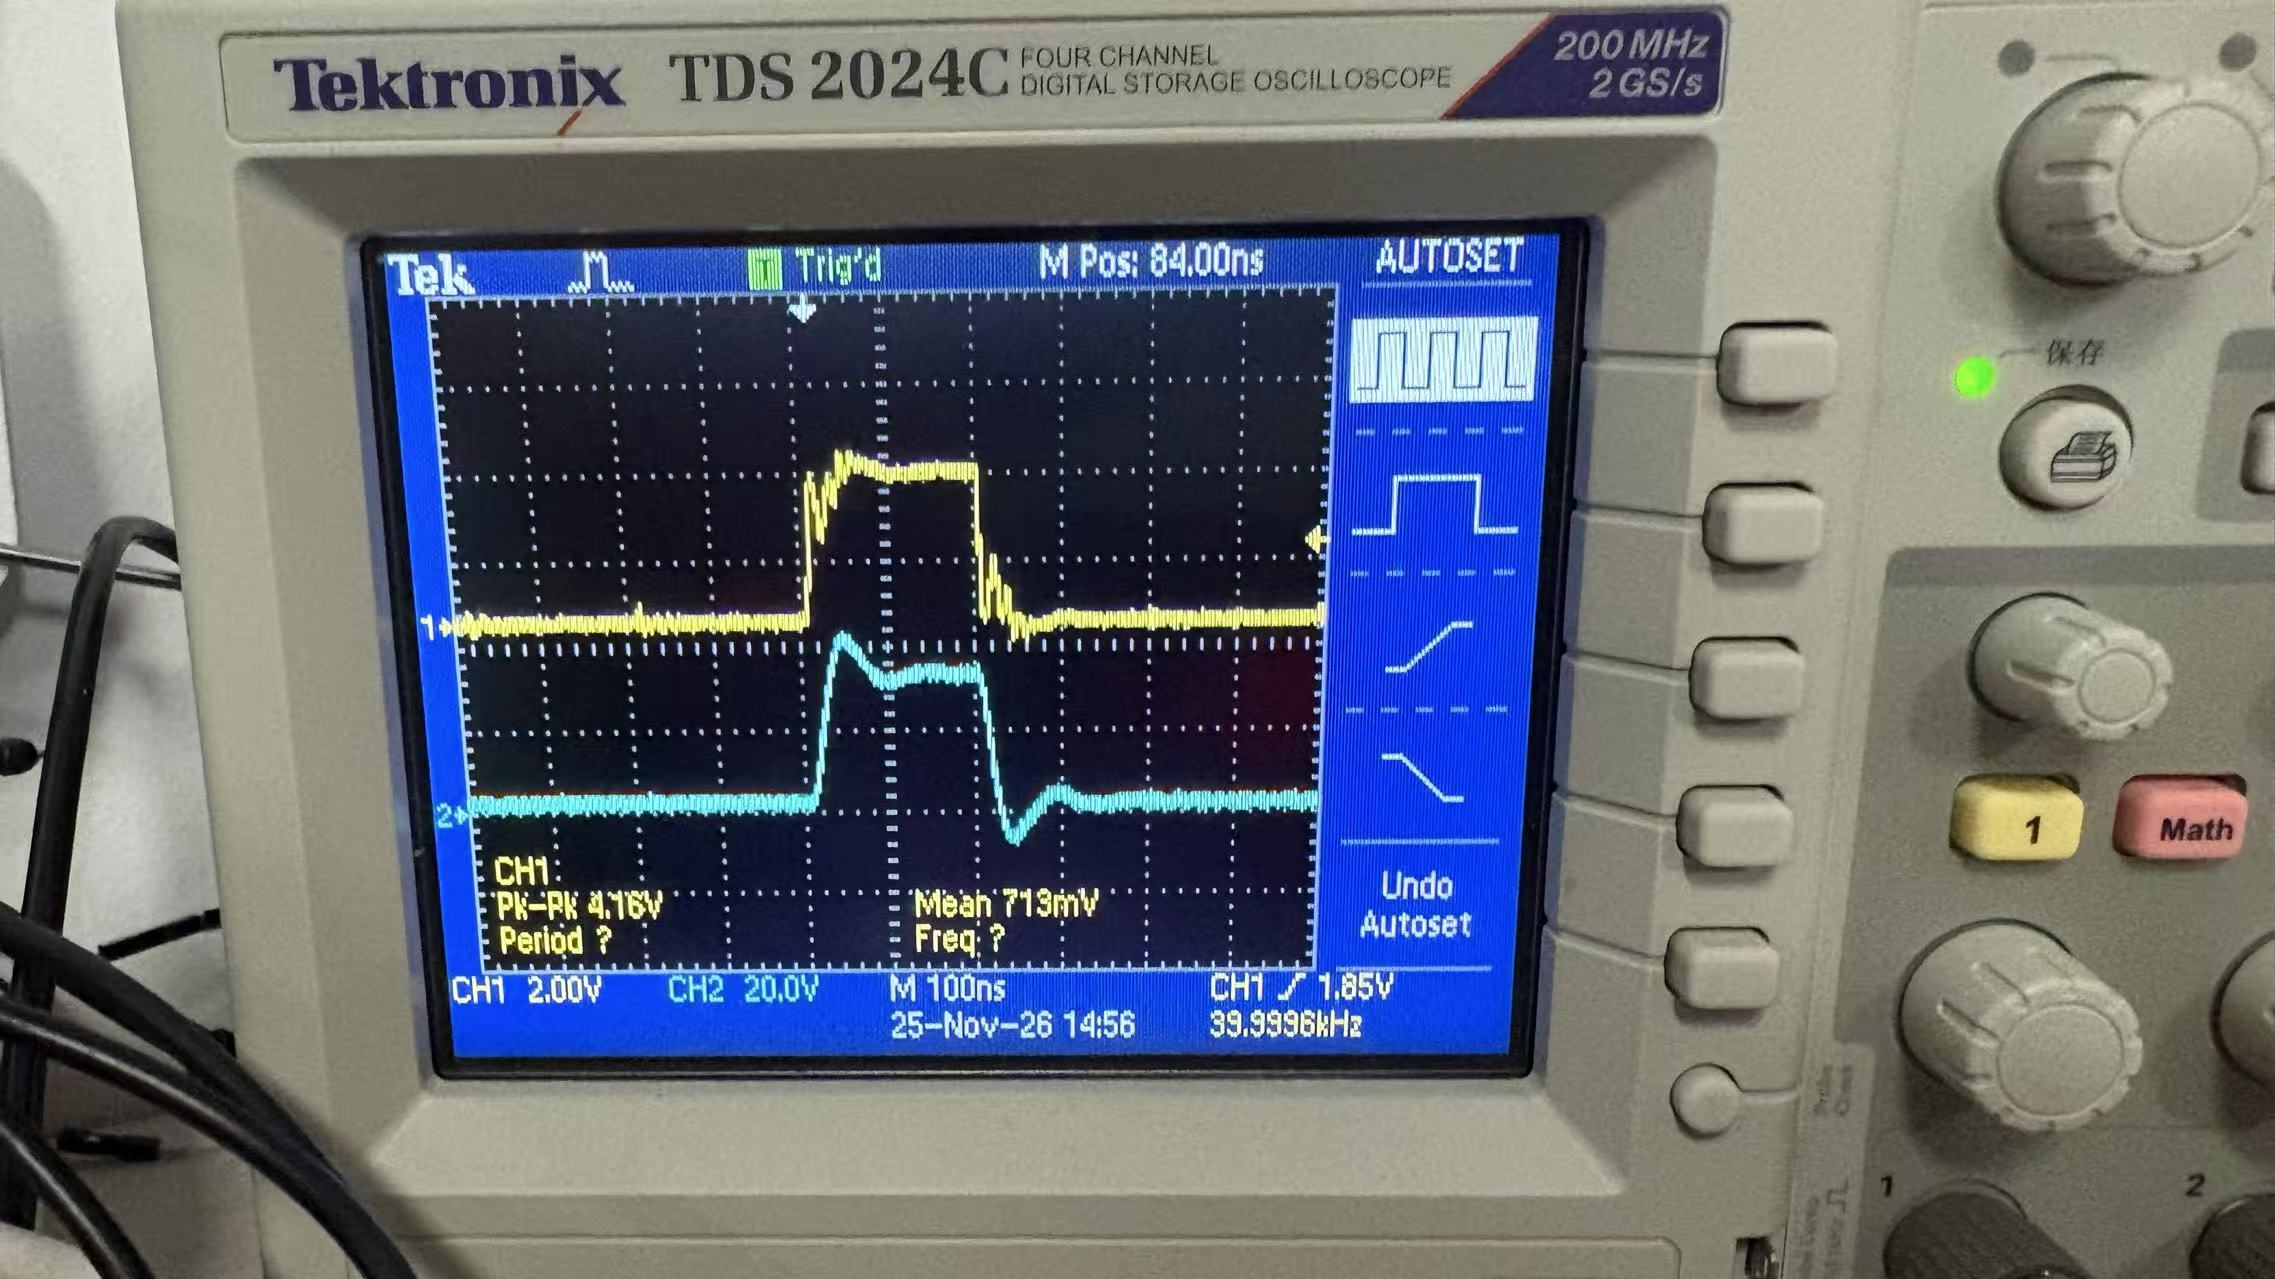 Tektronix TDS 2024C FOUR CHANNEL
DIGITAL STORAGE OSCILLOSCOPE
200 MHz
2 GS/s
Tek T Trig'd M Pos: 84.00ns AUTOSET
保存
1
2
CH1
Pk-Pk 4.16V Mean 713mV
Period ? Freq ?
Undo
Autoset
CH1 2.00V CH2 20.0V M 100ns CH1 1.85V
25-Nov-26 14:56 39.9996kHz
1 Math
1 2